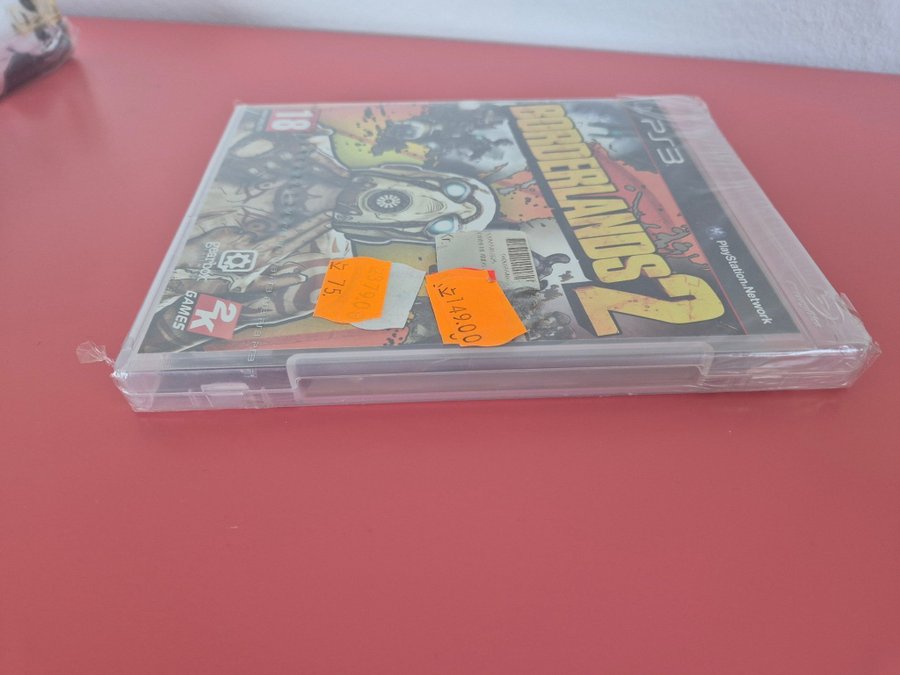 PS3
BORDERLANDS 2
PlayStation Network
18
gearbox
2K
GAMES
75.
149.00